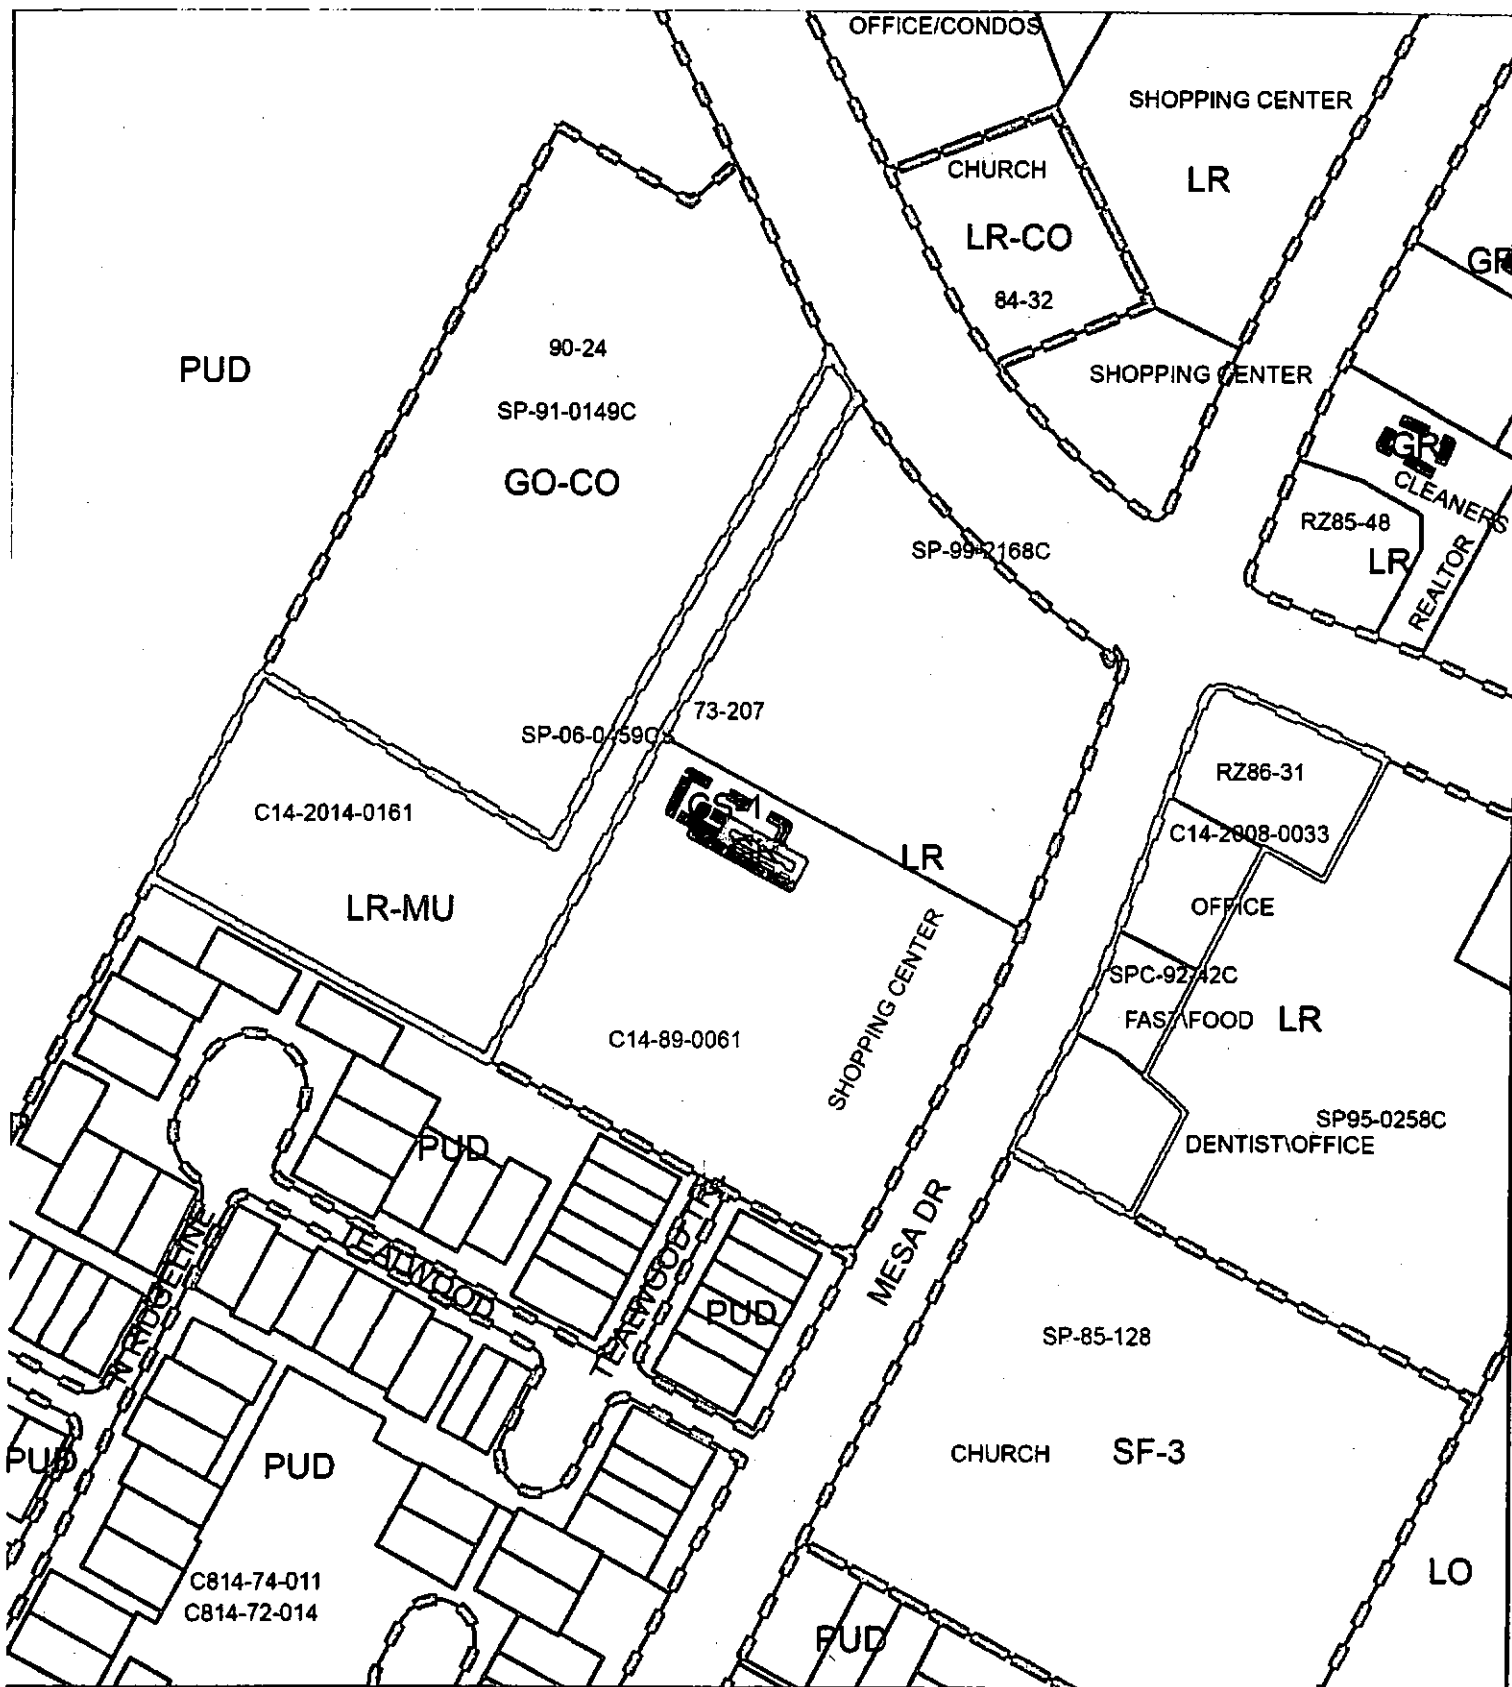 OFFICE/CONDOS
SHOPPING CENTER
CHURCH
LR
LR-CO
84-32
SHOPPING CENTER
PUD
90-24
SP-91-0149C
GO-CO
GR
CLEANERS
RZ85-48
LR
REALTOR
SP-99-2168C
73-207
RZ86-31
C14-2014-0161
C14-2008-0033
LR
LR-MU
OFFICE
SHOPPING CENTER
FAST\FOOD
LR
C14-89-0061
SP95-0258C
DENTIST\OFFICE
PUD
MESA DR
N RIDGELINE
TEALWOOD
TEALWOOD TRL
PUD
SP-85-128
CHURCH
SF-3
PUD
PUD
LO
C814-74-011
C814-72-014
PUD